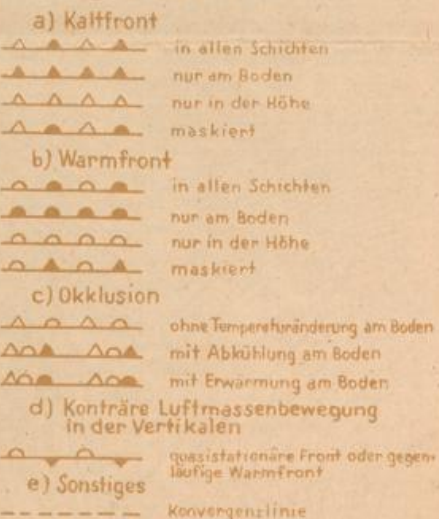 a) Kaltfront
in allen Schichten
nur am Boden
nur in der Höhe
maskiert
b) Warmfront
in allen Schichten
nur am Boden
nur in der Höhe
maskiert
c) Okklusion
ohne Temperaturänderung am Boden
mit Abkühlung am Boden
mit Erwärmung am Boden
d) Konträre Luftmassenbewegung
in der Vertikalen
quasistationäre Front oder gegen-
läufige Warmfront
e) Sonstiges
Konvergenzlinie